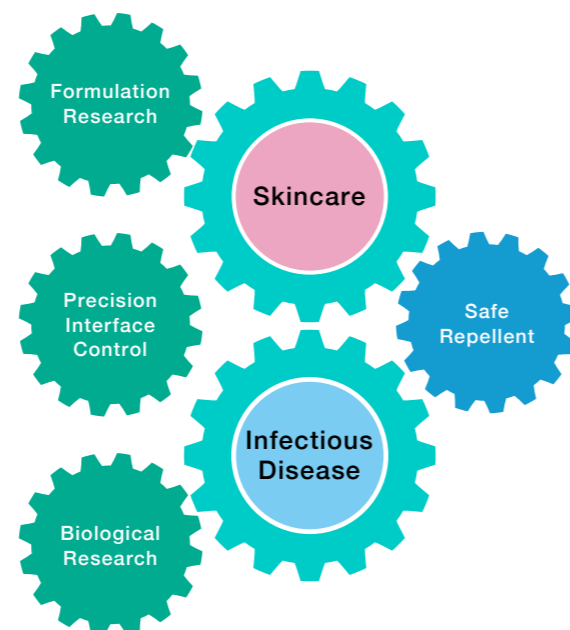 Formulation
Research
Skincare
Precision
Interface
Control
Safe
Repellent
Infectious
Disease
Biological
Research